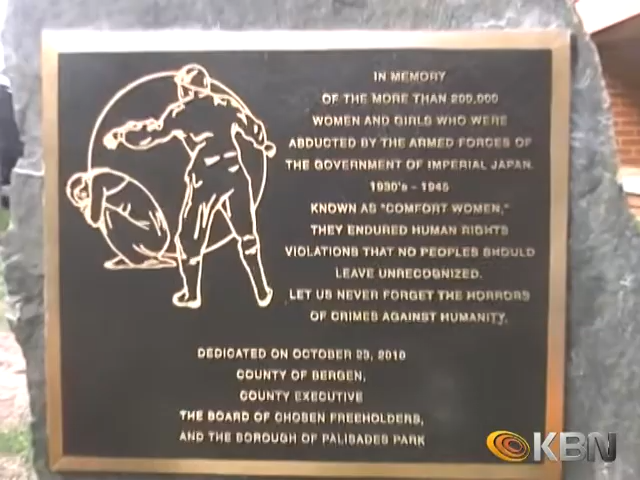 IN MEMORY
OF THE MORE THAN 200,000
WOMEN AND GIRLS WHO WERE
ABDUCTED BY THE ARMED FORCES OF
THE GOVERNMENT OF IMPERIAL JAPAN.
1930's - 1945
KNOWN AS "COMFORT WOMEN,"
THEY ENDURED HUMAN RIGHTS
VIOLATIONS THAT NO PEOPLES SHOULD
LEAVE UNRECOGNIZED.
LET US NEVER FORGET THE HORRORS
OF CRIMES AGAINST HUMANITY.
DEDICATED ON OCTOBER 23, 2010
COUNTY OF BERGEN,
COUNTY EXECUTIVE
THE BOARD OF CHOSEN FREEHOLDERS,
AND THE BOROUGH OF PALISADES PARK
KBN